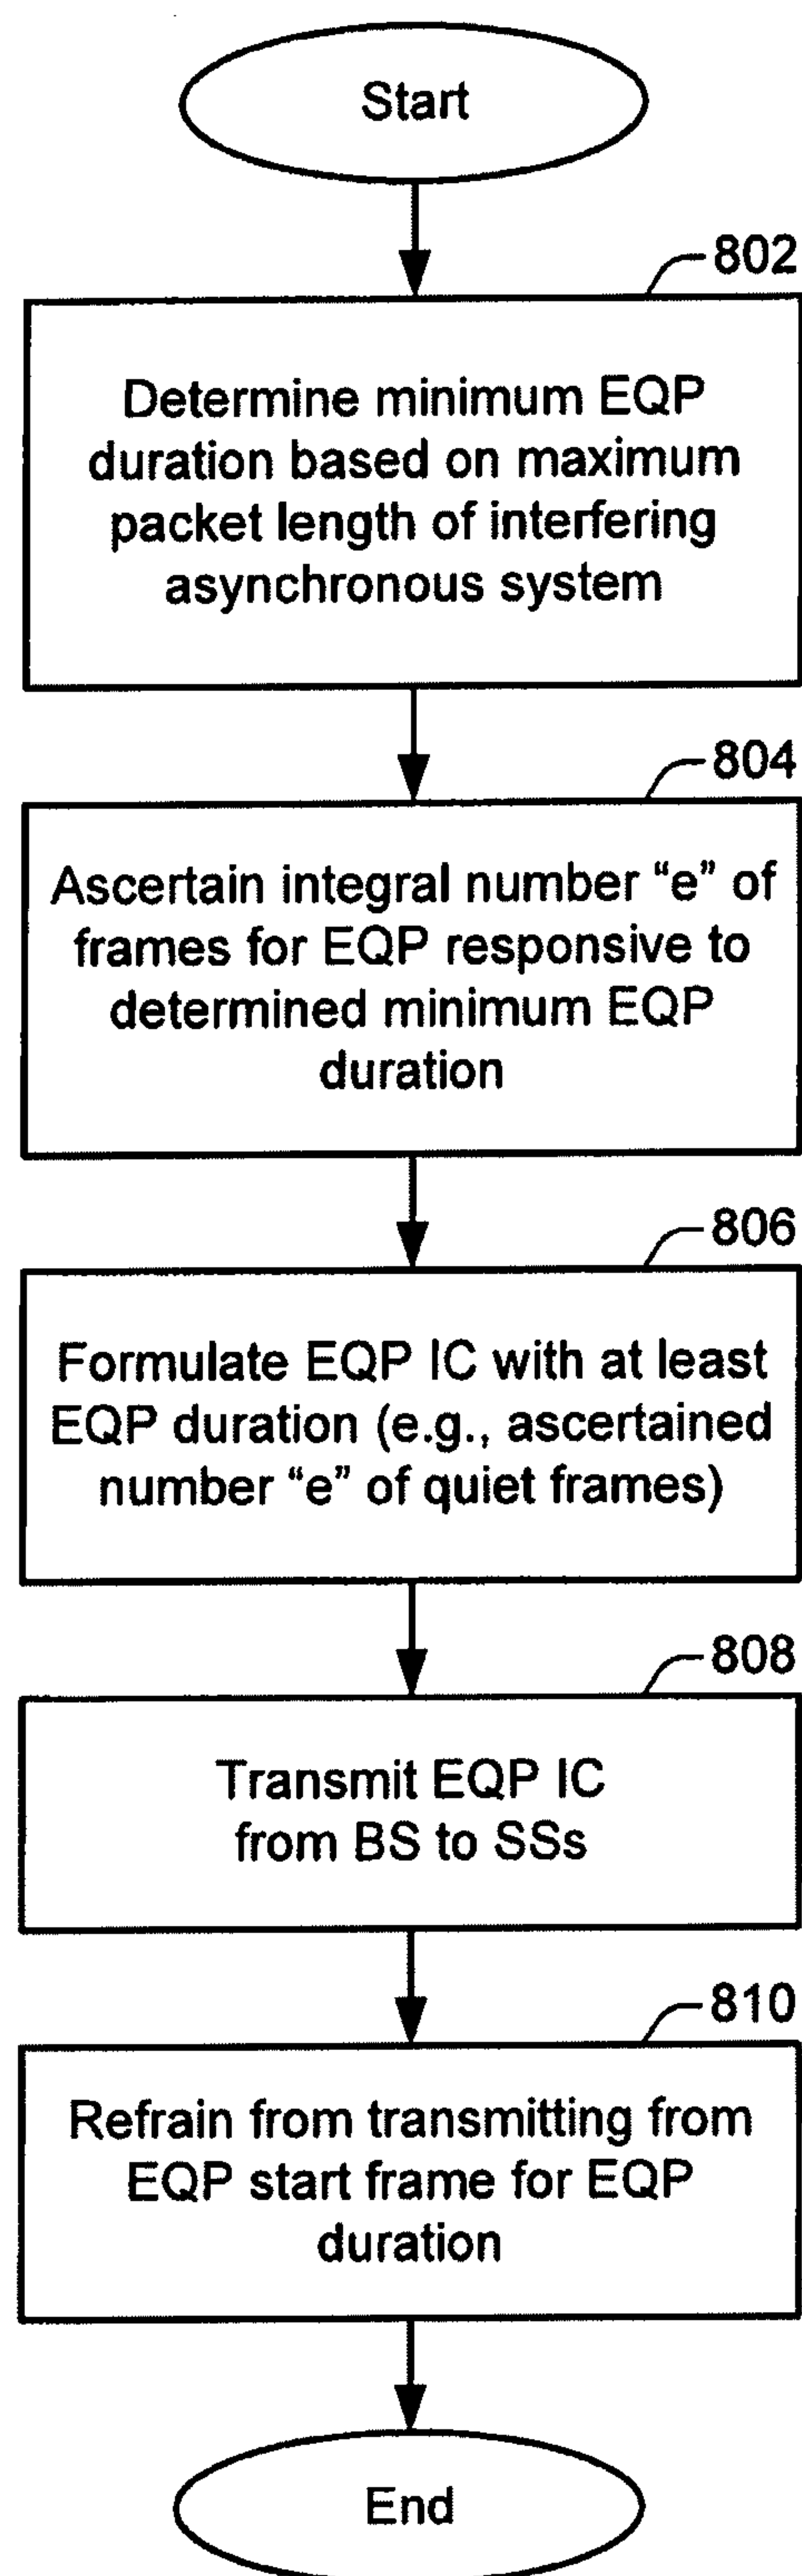 Start
802
Determine minimum EQP
duration based on maximum
packet length of interfering
asynchronous system
804
Ascertain integral number “e” of
frames for EQP responsive to
determined minimum EQP
duration
806
Formulate EQP IC with at least
EQP duration (e.g., ascertained
number “e” of quiet frames)
808
Transmit EQP IC
from BS to SSs
810
Refrain from transmitting from
EQP start frame for EQP
duration
End